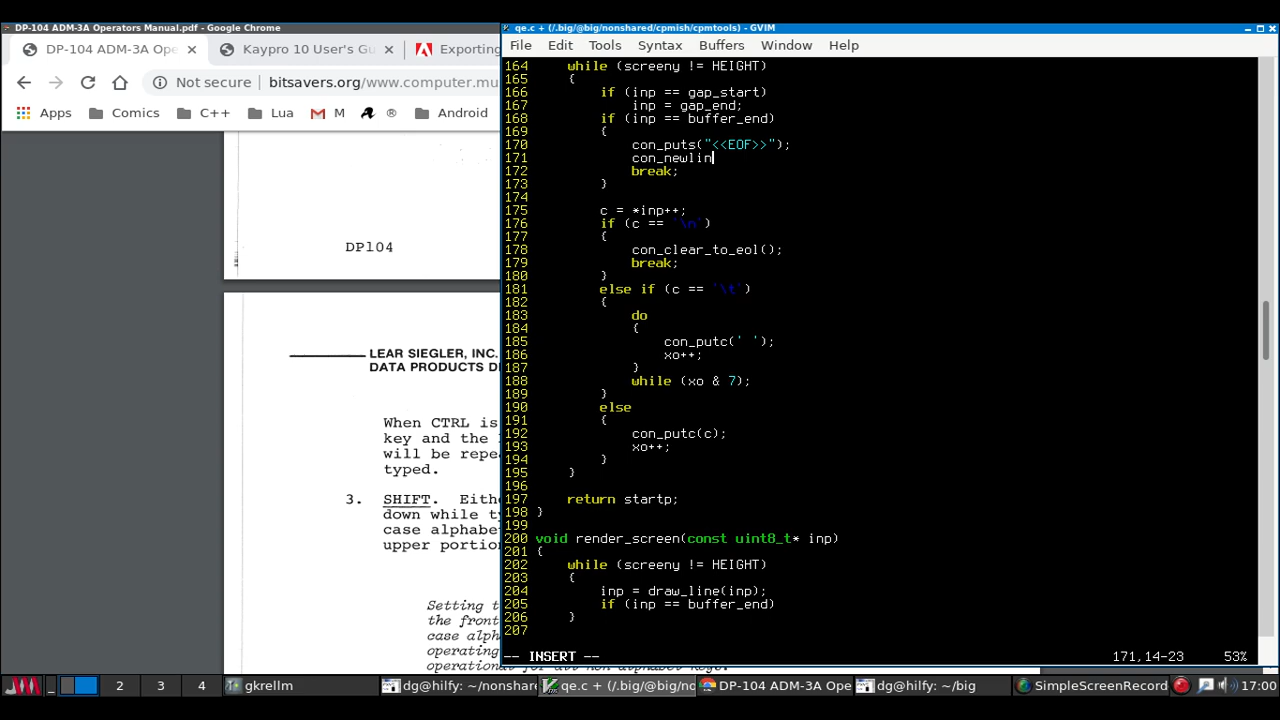 DP-104 ADM-3A Operators Manual.pdf - Google Chrome
DP-104 ADM-3A Ope
Kaypro 10 User's Gu
Exporting
Not secure
bitsavers.org/www.computer.mu
Apps
Comics
C++
M
Lua
Android
DP104
LEAR SIEGLER, INC.
DATA PRODUCTS D
When CTRL is
key and the
will be repe
typed.
3. SHIFT. Eithe
down while ty
case alphabe
upper portio
Setting t
the front
case alph
operating
qe.c + (/.big/@big/nonshared/cpmish/cpmtools) - GVIM
File Edit Tools Syntax Buffers Window Help
164 while (screeny != HEIGHT)
165 {
166 if (inp == gap_start)
167 inp = gap_end;
168 if (inp == buffer_end)
169 {
170 con_puts("<<EOF>>");
171 con_newlin
172 break;
173 }
174
175 c = *inp++;
176 if (c == '\n')
177 {
178 con_clear_to_eol();
179 break;
180 }
181 else if (c == '\t')
182 {
183 do
184 {
185 con_putc(' ');
186 xo++;
187 }
188 while (xo & 7);
189 }
190 else
191 {
192 con_putc(c);
193 xo++;
194 }
195 }
196
197 return startp;
198 }
199
200 void render_screen(const uint8_t* inp)
201 {
202 while (screeny != HEIGHT)
203 {
204 inp = draw_line(inp);
205 if (inp == buffer_end)
206 }
207
-- INSERT -- 171,14-23 53%
2 3 4 gkrellm dg@hilfy: ~/nonshare qe.c + (/.big/@big/no DP-104 ADM-3A Ope dg@hilfy: ~/big SimpleScreenRecord 17:00